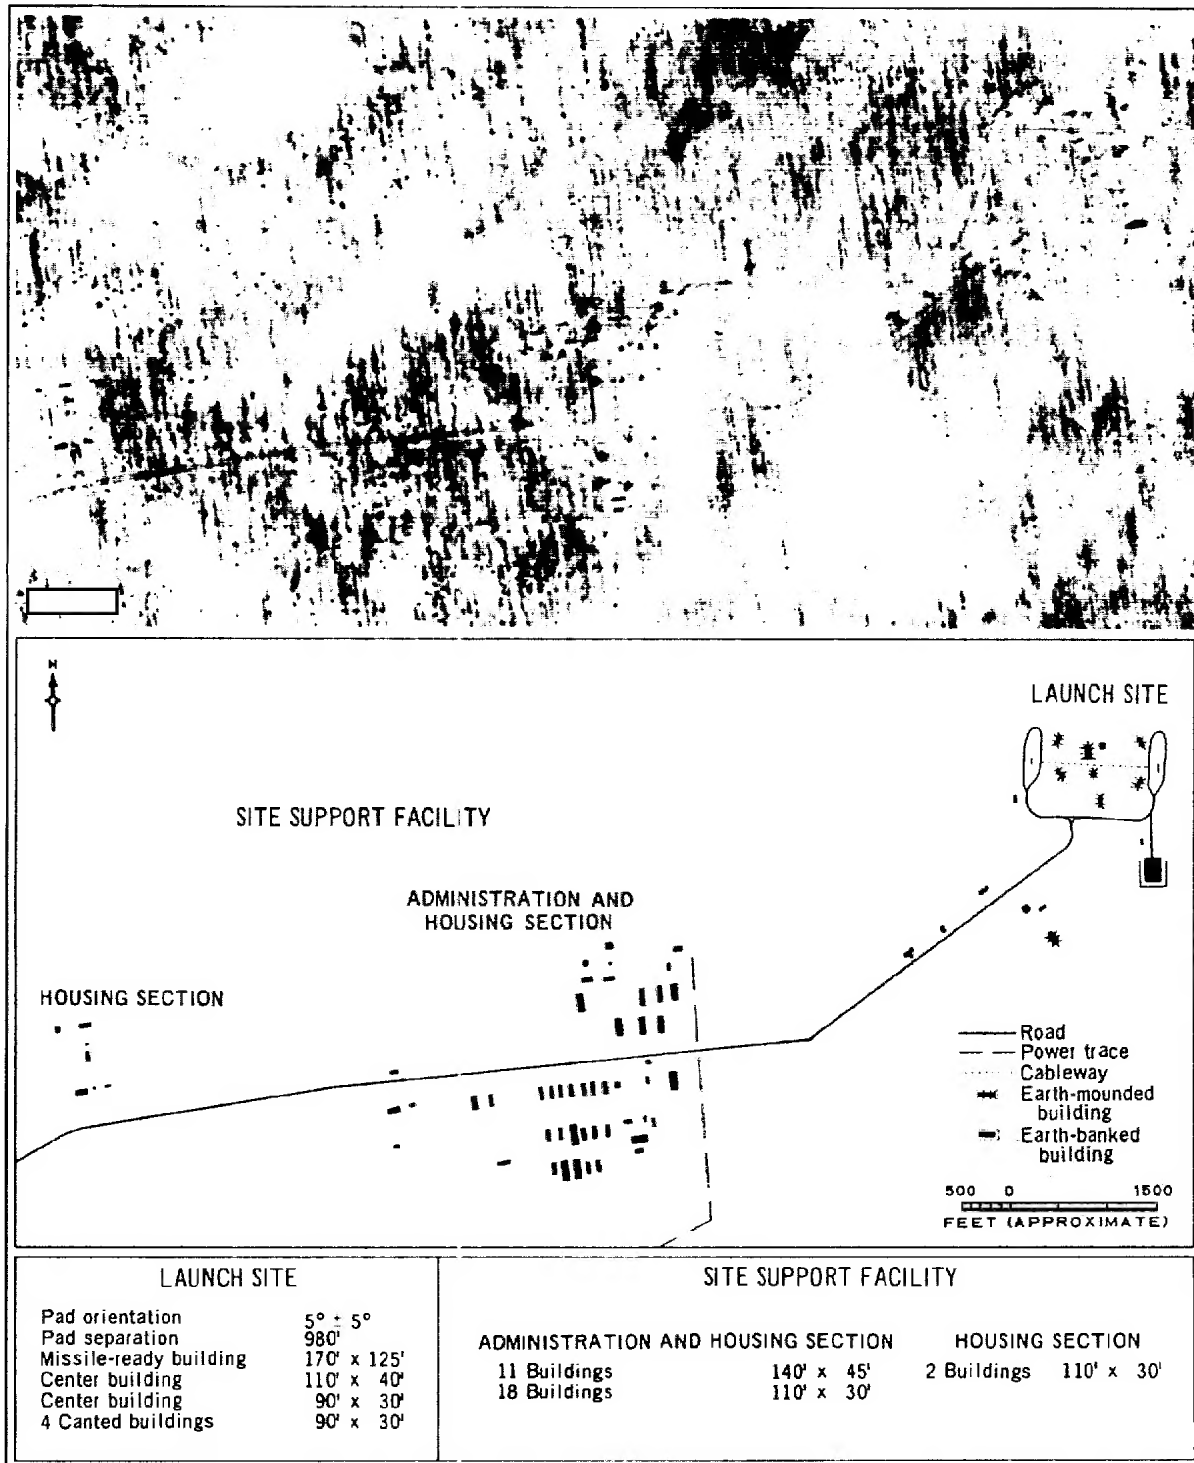 N
LAUNCH SITE
SITE SUPPORT FACILITY
ADMINISTRATION AND
HOUSING SECTION
HOUSING SECTION
Road
Power trace
Cableway
Earth-mounded
building
Earth-banked
building
500 0 1500
FEET (APPROXIMATE)
LAUNCH SITE
Pad orientation 5° ± 5°
Pad separation 980'
Missile-ready building 170' x 125'
Center building 110' x 40'
Center building 90' x 30'
4 Canted buildings 90' x 30'
SITE SUPPORT FACILITY
ADMINISTRATION AND HOUSING SECTION
11 Buildings 140' x 45'
18 Buildings 110' x 30'
HOUSING SECTION
2 Buildings 110' x 30'